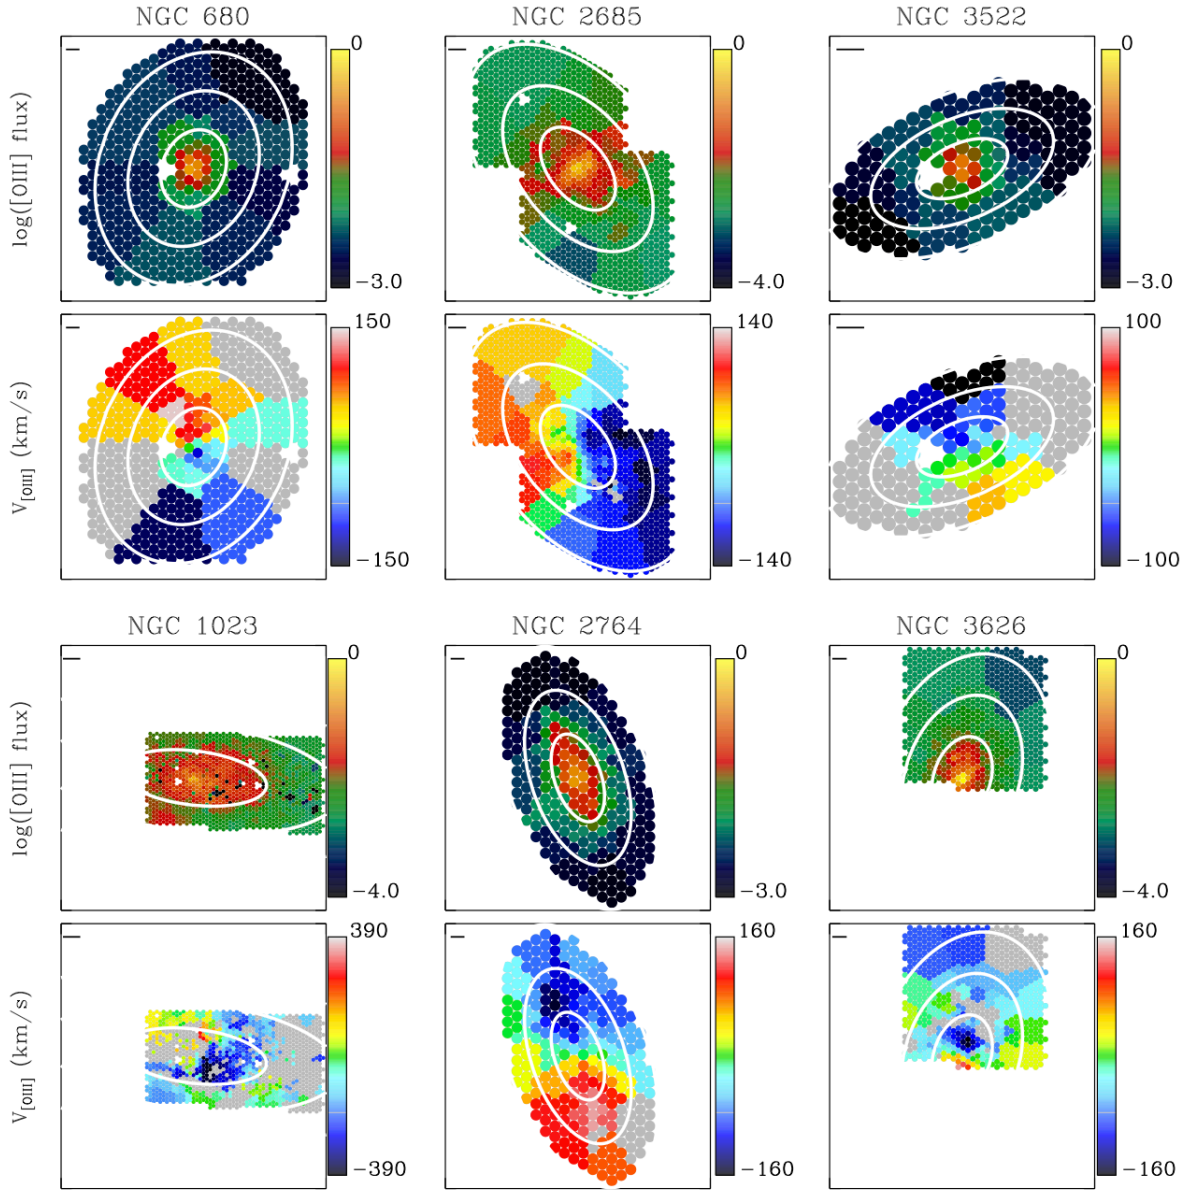 NGC 680
NGC 2685
NGC 3522
log([OIII] flux)
0
-3.0
0
-4.0
0
-3.0
V[OIII] (km/s)
150
-150
140
-140
100
-100
NGC 1023
NGC 2764
NGC 3626
log([OIII] flux)
0
-4.0
0
-3.0
0
-4.0
V[OIII] (km/s)
390
-390
160
-160
160
-160